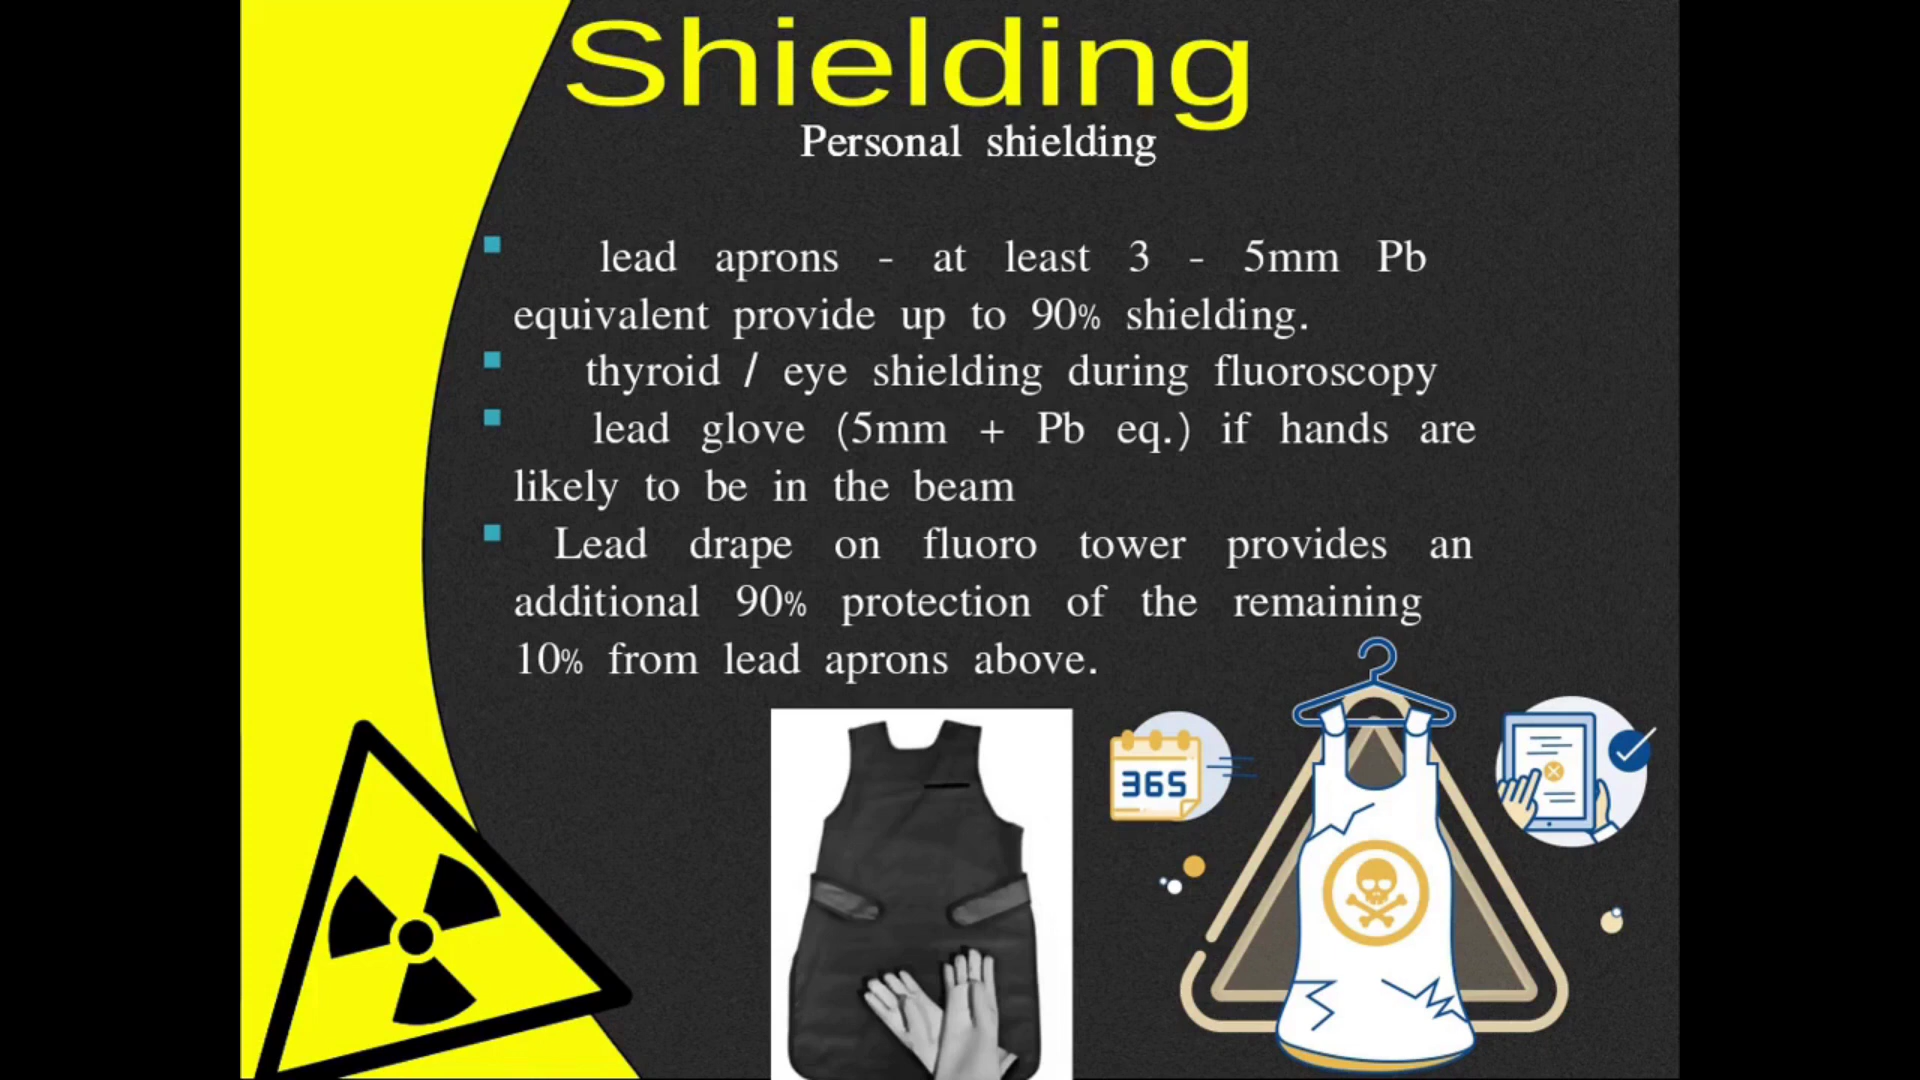 Shielding
Personal shielding
lead aprons - at least 3 - 5mm Pb
equivalent provide up to 90% shielding.
thyroid / eye shielding during fluoroscopy
lead glove (5mm + Pb eq.) if hands are
likely to be in the beam
Lead drape on fluoro tower provides an
additional 90% protection of the remaining
10% from lead aprons above.
365